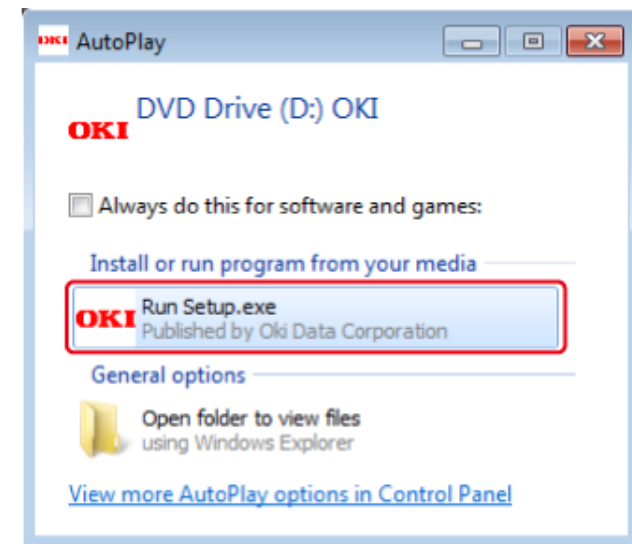 OKI AutoPlay
DVD Drive (D:) OKI
OKI
Always do this for software and games:
Install or run program from your media
OKI Run Setup.exe
Published by Oki Data Corporation
General options
Open folder to view files
using Windows Explorer
View more AutoPlay options in Control Panel